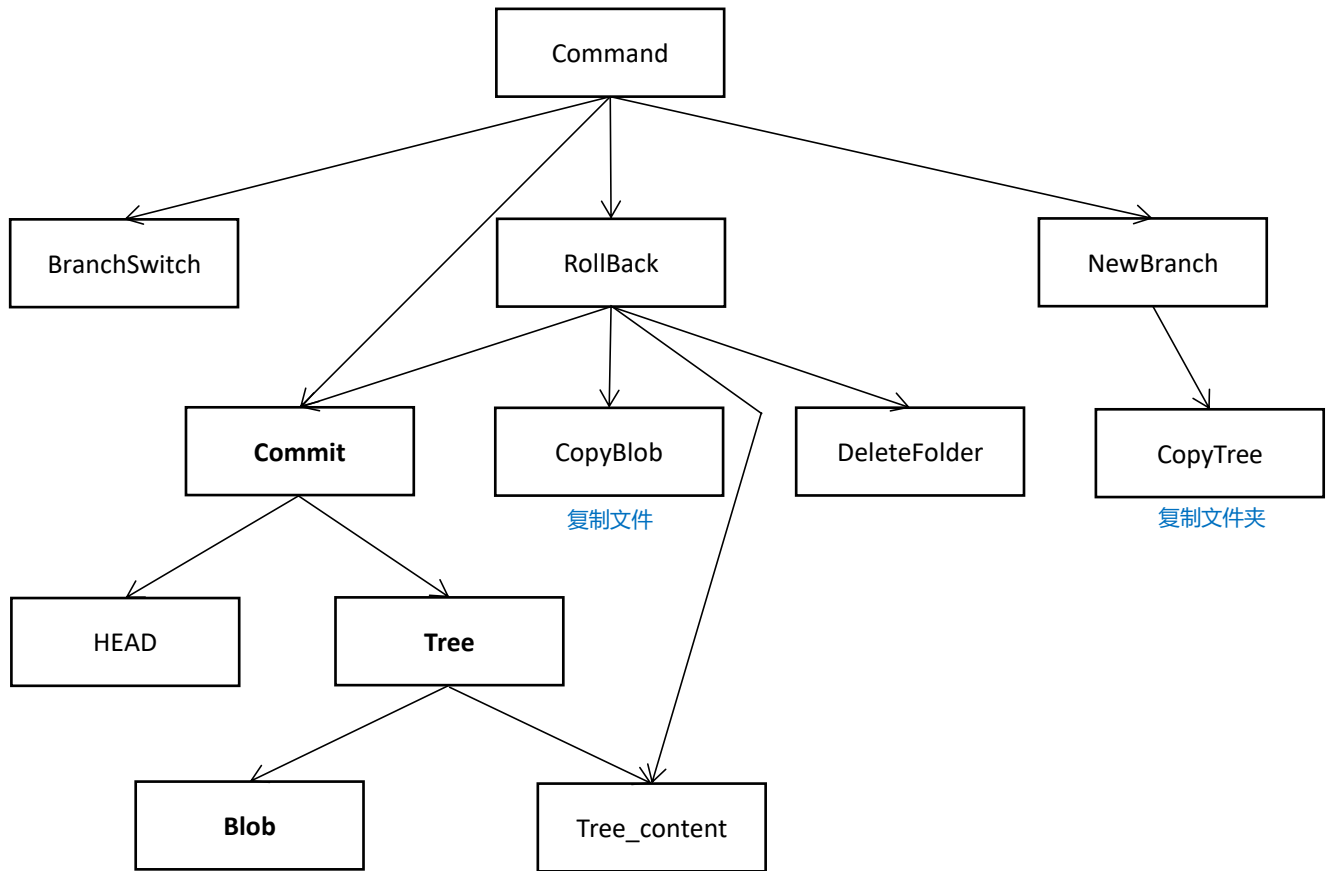 Command
BranchSwitch
RollBack
NewBranch
Commit
CopyBlob
DeleteFolder
CopyTree
复制文件
复制文件夹
HEAD
Tree
Blob
Tree_content